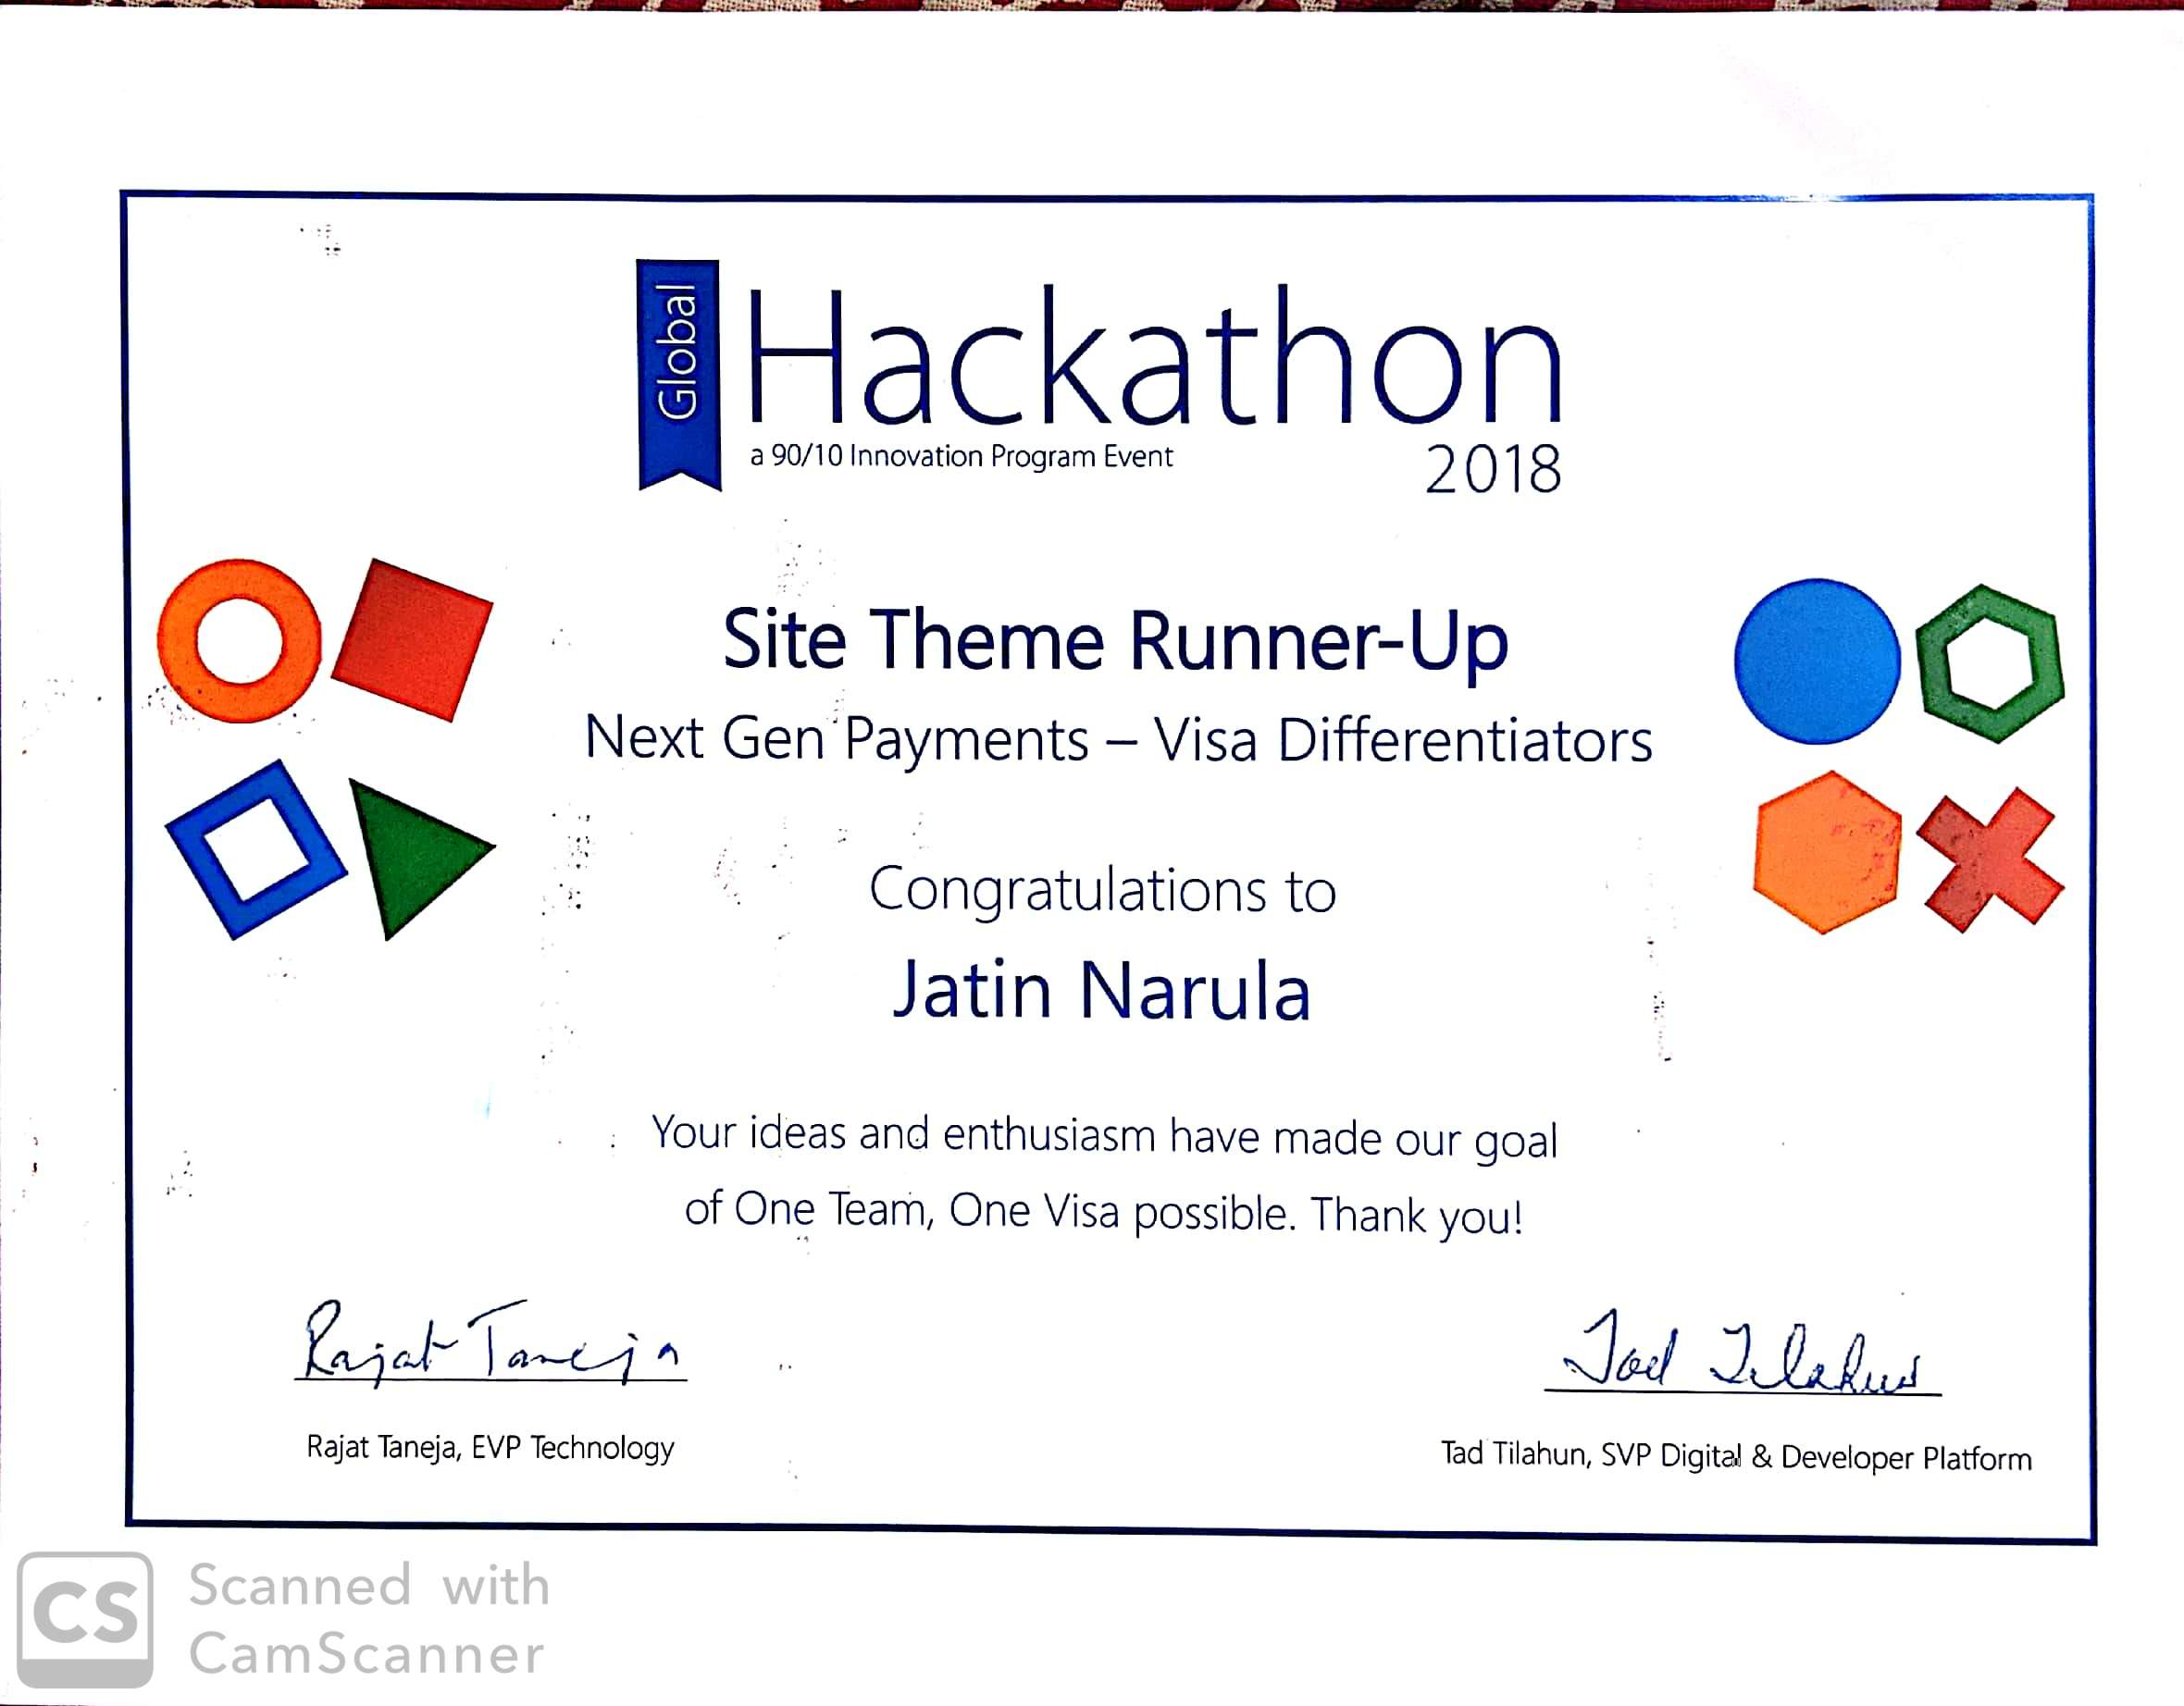 Global
Hackathon
a 90/10 Innovation Program Event
2018
Site Theme Runner-Up
Next Gen Payments – Visa Differentiators
Congratulations to
Jatin Narula
Your ideas and enthusiasm have made our goal
of One Team, One Visa possible. Thank you!
Rajat Taneja
Tad Tilahun
Rajat Taneja, EVP Technology
Tad Tilahun, SVP Digital & Developer Platform
CS
Scanned with
CamScanner